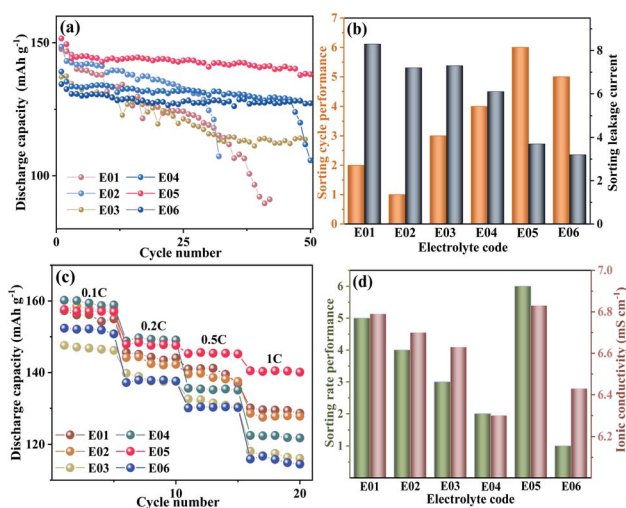 (a)
Discharge capacity (mAh g⁻¹)
150
100
1
25
50
Cycle number
E01
E04
E02
E05
E03
E06
(b)
Sorting cycle performance
7
6
5
4
3
2
1
0
Sorting leakage current
8
6
4
2
0
E01 E02 E03 E04 E05 E06
Electrolyte code
(c)
Discharge capacity (mAh g⁻¹)
160
140
120
0.1C
0.2C
0.5C
1C
E01
E04
E02
E05
E03
E06
0
10
20
Cycle number
(d)
Sorting rate performance
6
5
4
3
2
1
Ionic conductivity (mS cm⁻¹)
7.0
6.8
6.6
6.4
6.2
E01 E02 E03 E04 E05 E06
Electrolyte code